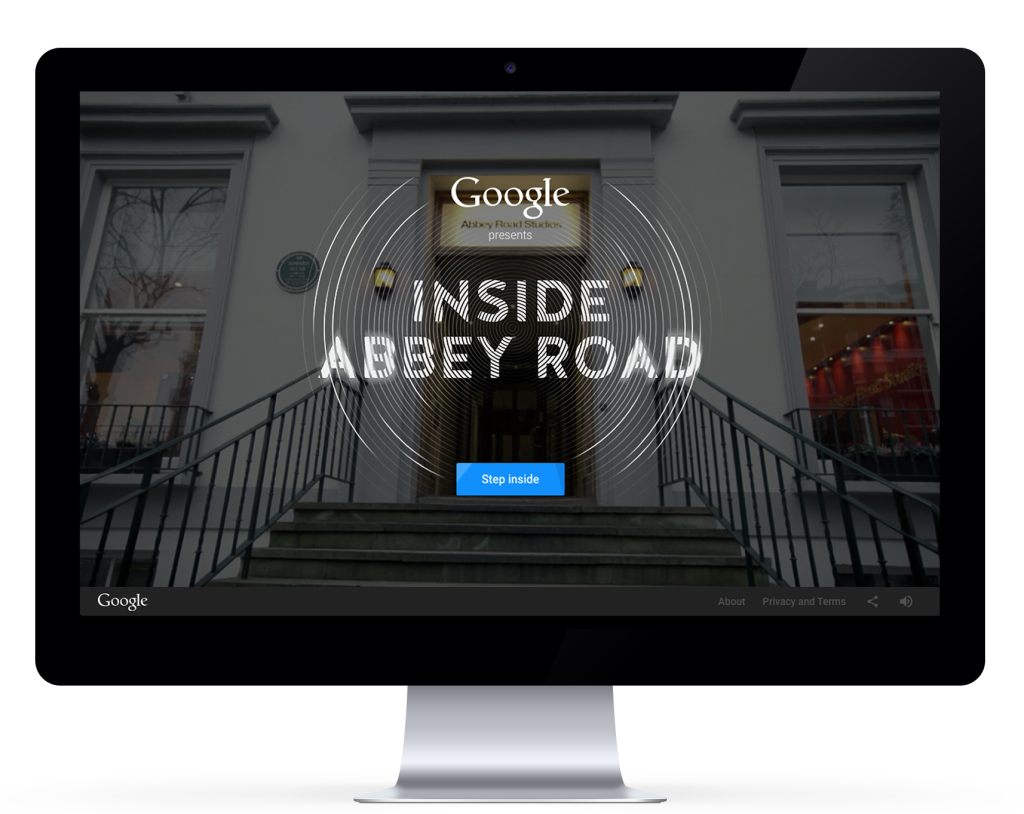 Google
Abbey Road Studios
presents
INSIDE
ABBEY ROAD
Step inside
Google
About
Privacy and Terms